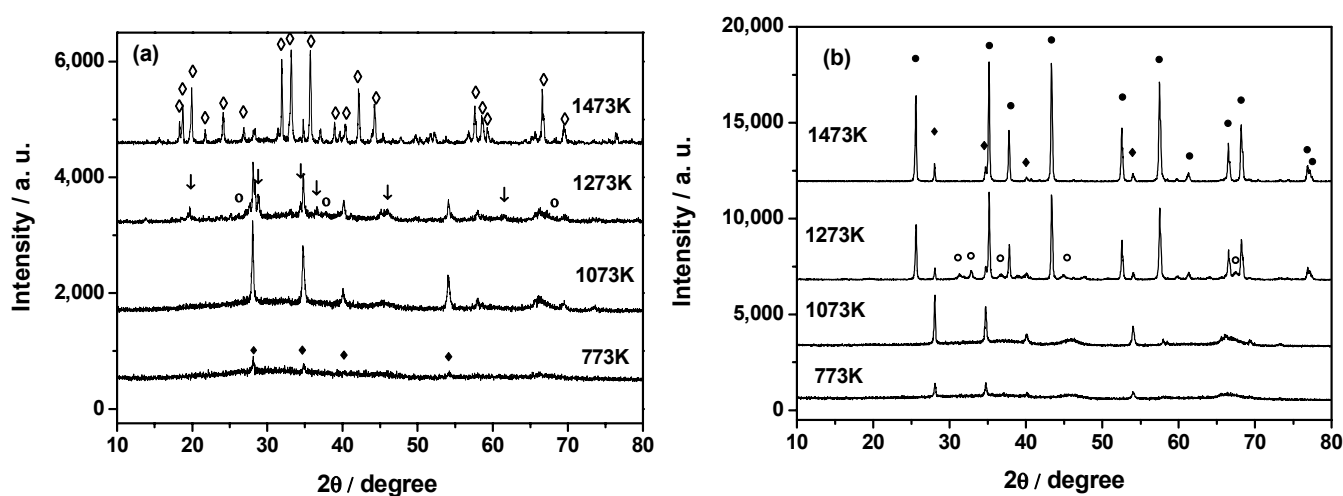 (a)
6,000
4,000
2,000
0
1473K
1273K
1073K
773K
10 20 30 40 50 60 70 80
Intensity / a. u.
2θ / degree
(b)
20,000
15,000
10,000
5,000
0
1473K
1273K
1073K
773K
10 20 30 40 50 60 70 80
Intensity / a. u.
2θ / degree